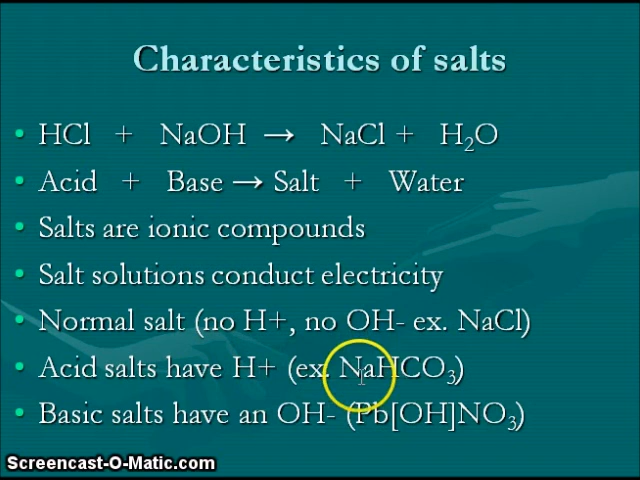 Characteristics of salts
• HCl + NaOH → NaCl + H₂O
• Acid + Base → Salt + Water
• Salts are ionic compounds
• Salt solutions conduct electricity
• Normal salt (no H+, no OH- ex. NaCl)
• Acid salts have H+ (ex. NaHCO₃)
• Basic salts have an OH- (Pb[OH]NO₃)
Screencast-O-Matic.com